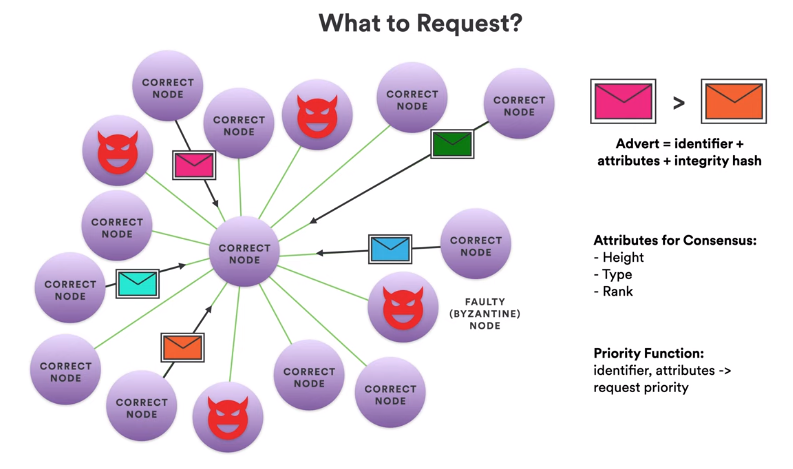 What to Request?
CORRECT
NODE
CORRECT
NODE
CORRECT
NODE
CORRECT
NODE
>
Advert = identifier +
attributes + integrity hash
CORRECT
NODE
CORRECT
NODE
CORRECT
NODE
CORRECT
NODE
FAULTY
(BYZANTINE)
NODE
CORRECT
NODE
CORRECT
NODE
CORRECT
NODE
CORRECT
NODE
Attributes for Consensus:
- Height
- Type
- Rank
Priority Function:
identifier, attributes ->
request priority